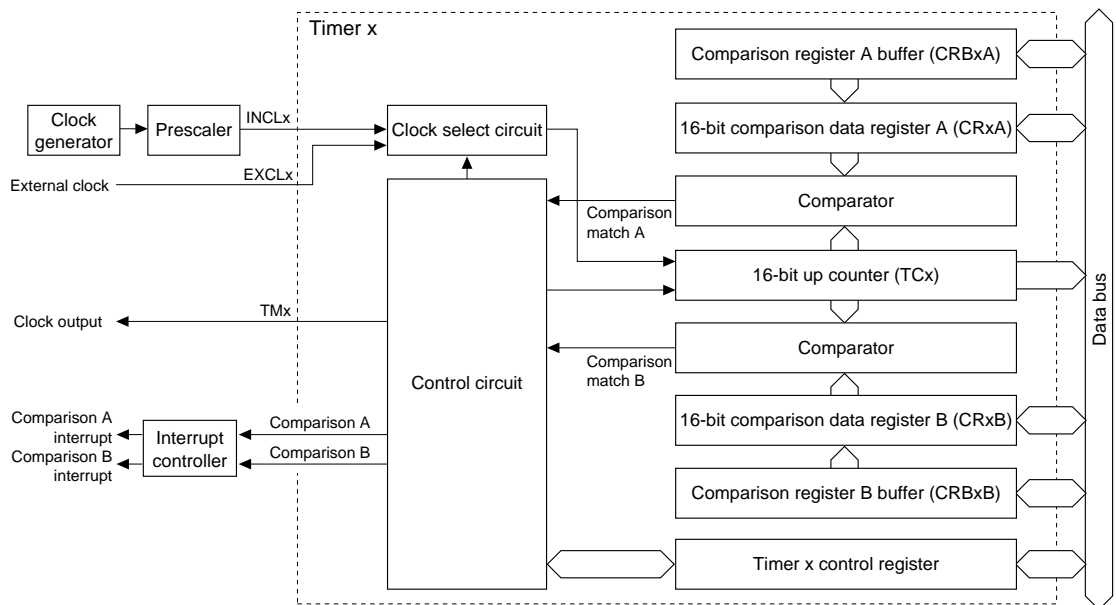 Timer x
Comparison register A buffer (CRBxA)
Clock
generator
Prescaler
INCLx
Clock select circuit
16-bit comparison data register A (CRxA)
External clock
EXCLx
Comparator
Comparison
match A
16-bit up counter (TCx)
Clock output
TMx
Comparator
Comparison
match B
Control circuit
Data bus
Comparison A
interrupt
Comparison B
interrupt
Interrupt
controller
Comparison A
Comparison B
16-bit comparison data register B (CRxB)
Comparison register B buffer (CRBxB)
Timer x control register